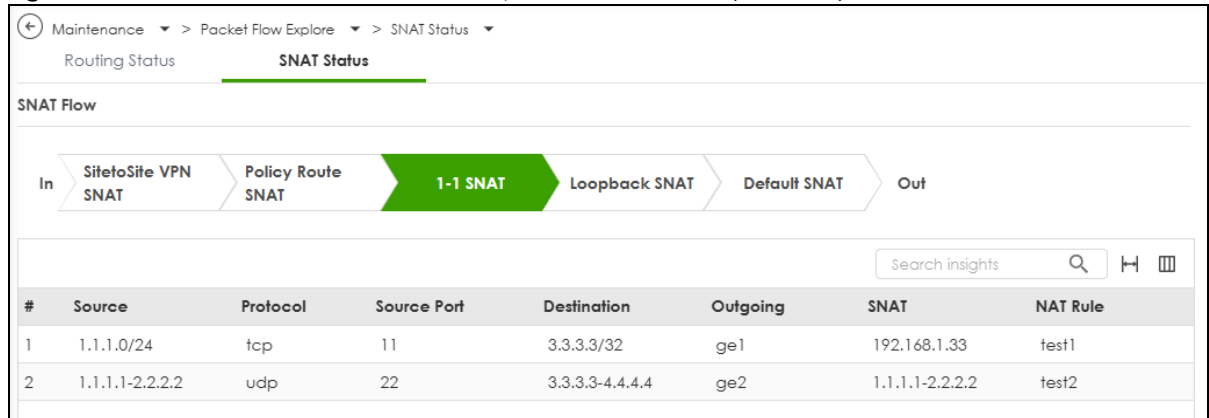 Maintenance > Packet Flow Explore > SNAT Status
Routing Status SNAT Status
SNAT Flow
In SitetoSite VPN SNAT Policy Route SNAT 1-1 SNAT Loopback SNAT Default SNAT Out
Search insights
# Source Protocol Source Port Destination Outgoing SNAT NAT Rule
1 1.1.1.0/24 tcp 11 3.3.3.3/32 ge1 192.168.1.33 test1
2 1.1.1.1-2.2.2.2 udp 22 3.3.3.3-4.4.4.4 ge2 1.1.1.1-2.2.2.2 test2